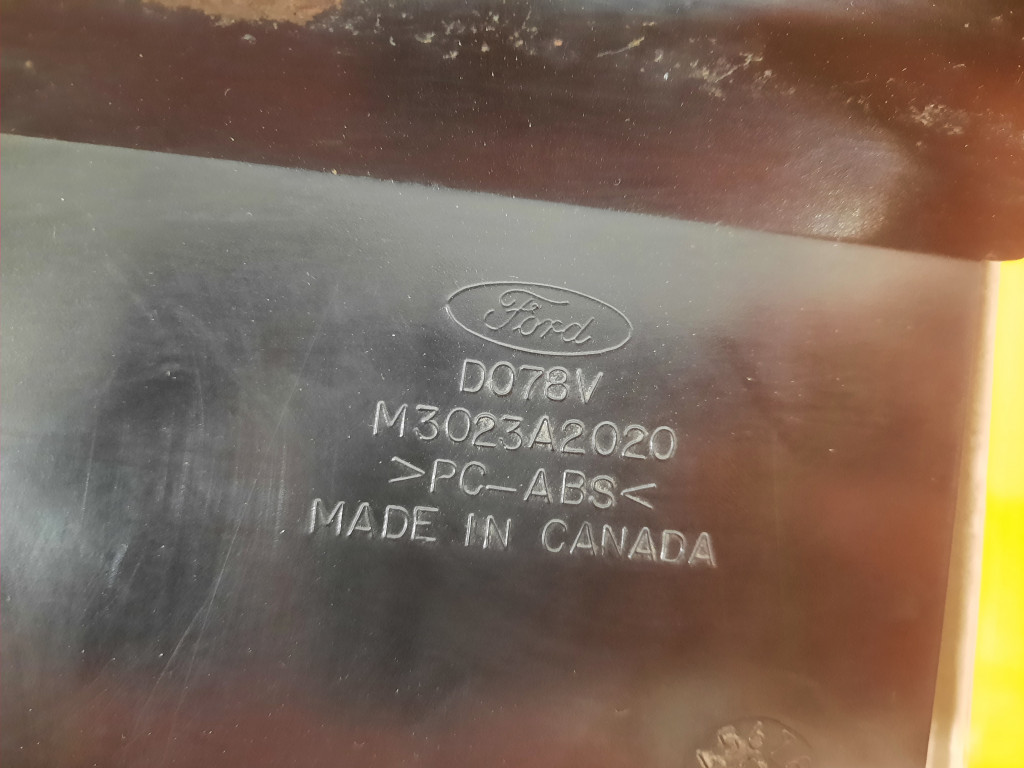 Ford
D078V
M3023A2020
>PC-ABS<
MADE IN CANADA